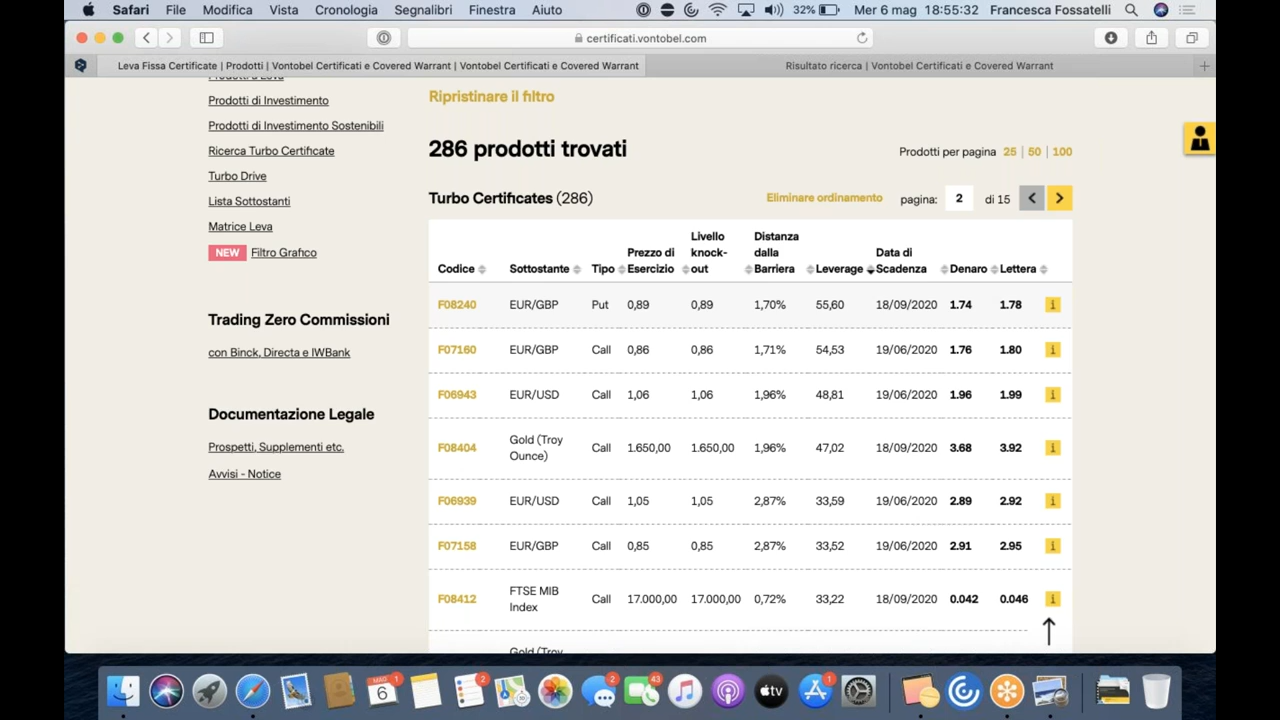 Safari File Modifica Vista Cronologia Segnalibri Finestra Aiuto 32% Mer 6 mag 18:55:32 Francesca Fossatelli
certificati.vontobel.com
Leva Fissa Certificate | Prodotti | Vontobel Certificati e Covered Warrant | Vontobel Certificati e Covered Warrant
Risultato ricerca | Vontobel Certificati e Covered Warrant
Prodotti a Leva
Prodotti di Investimento
Prodotti di Investimento Sostenibili
Ricerca Turbo Certificate
Turbo Drive
Lista Sottostanti
Matrice Leva
NEW Filtro Grafico
Trading Zero Commissioni
con Binck, Directa e IWBank
Documentazione Legale
Prospetti, Supplementi etc.
Avvisi - Notice
Ripristinare il filtro
286 prodotti trovati
Prodotti per pagina 25 | 50 | 100
Turbo Certificates (286)
Eliminare ordinamento pagina: 2 di 15
Codice Sottostante Tipo Prezzo di Esercizio Livello knock-out Distanza dalla Barriera Leverage Data di Scadenza Denaro Lettera
F08240 EUR/GBP Put 0,89 0,89 1,70% 55,60 18/09/2020 1.74 1.78 i
F07160 EUR/GBP Call 0,86 0,86 1,71% 54,53 19/06/2020 1.76 1.80 i
F06943 EUR/USD Call 1,06 1,06 1,96% 48,81 19/06/2020 1.96 1.99 i
F08404 Gold (Troy Ounce) Call 1.650,00 1.650,00 1,96% 47,02 18/09/2020 3.68 3.92 i
F06939 EUR/USD Call 1,05 1,05 2,87% 33,59 19/06/2020 2.89 2.92 i
F07158 EUR/GBP Call 0,85 0,85 2,87% 33,52 19/06/2020 2.91 2.95 i
F08412 FTSE MIB Index Call 17.000,00 17.000,00 0,72% 33,22 18/09/2020 0.042 0.046 i
Gold (Troy
MAG 1
6
2
2
43
tv
1